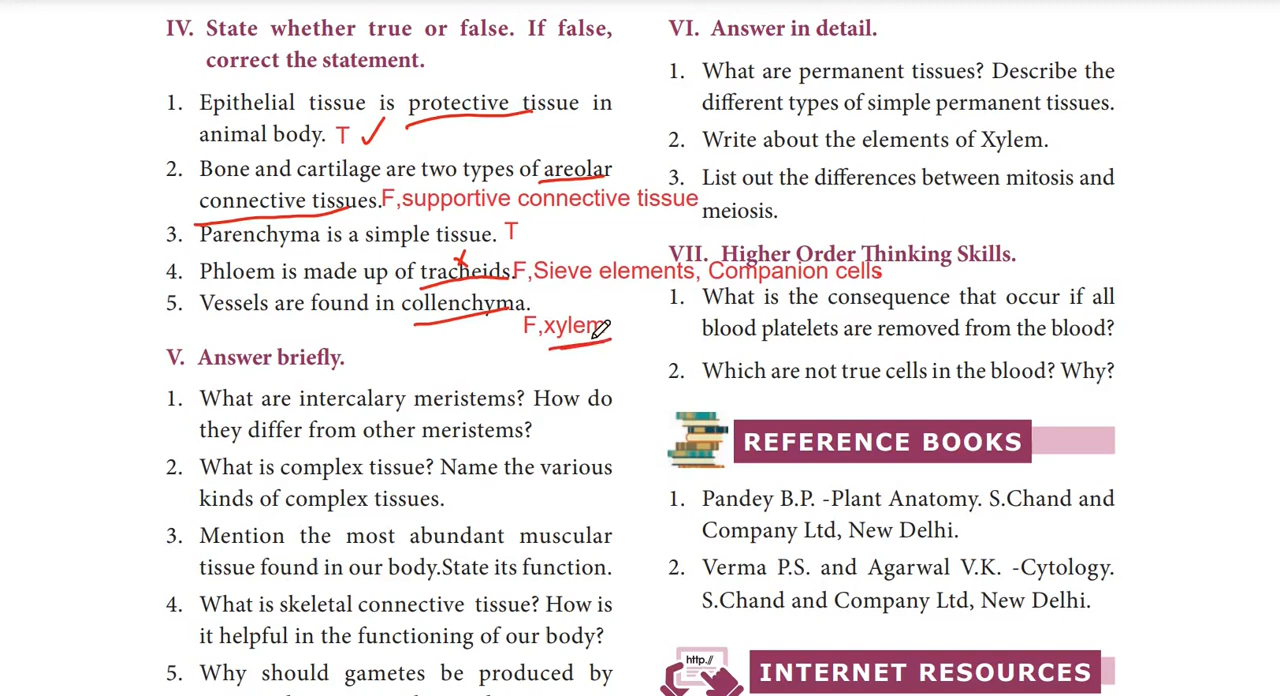 IV. State whether true or false. If false,
correct the statement.
1. Epithelial tissue is protective tissue in
animal body. T
2. Bone and cartilage are two types of areolar
connective tissues.F,supportive connective tissue
3. Parenchyma is a simple tissue. T
4. Phloem is made up of tracheids.F,Sieve elements, Companion cells
5. Vessels are found in collenchyma.
F,xylem
V. Answer briefly.
1. What are intercalary meristems? How do
they differ from other meristems?
2. What is complex tissue? Name the various
kinds of complex tissues.
3. Mention the most abundant muscular
tissue found in our body.State its function.
4. What is skeletal connective tissue? How is
it helpful in the functioning of our body?
5. Why should gametes be produced by
VI. Answer in detail.
1. What are permanent tissues? Describe the
different types of simple permanent tissues.
2. Write about the elements of Xylem.
3. List out the differences between mitosis and
meiosis.
VII. Higher Order Thinking Skills.
1. What is the consequence that occur if all
blood platelets are removed from the blood?
2. Which are not true cells in the blood? Why?
REFERENCE BOOKS
1. Pandey B.P. -Plant Anatomy. S.Chand and
Company Ltd, New Delhi.
2. Verma P.S. and Agarwal V.K. -Cytology.
S.Chand and Company Ltd, New Delhi.
http://
INTERNET RESOURCES